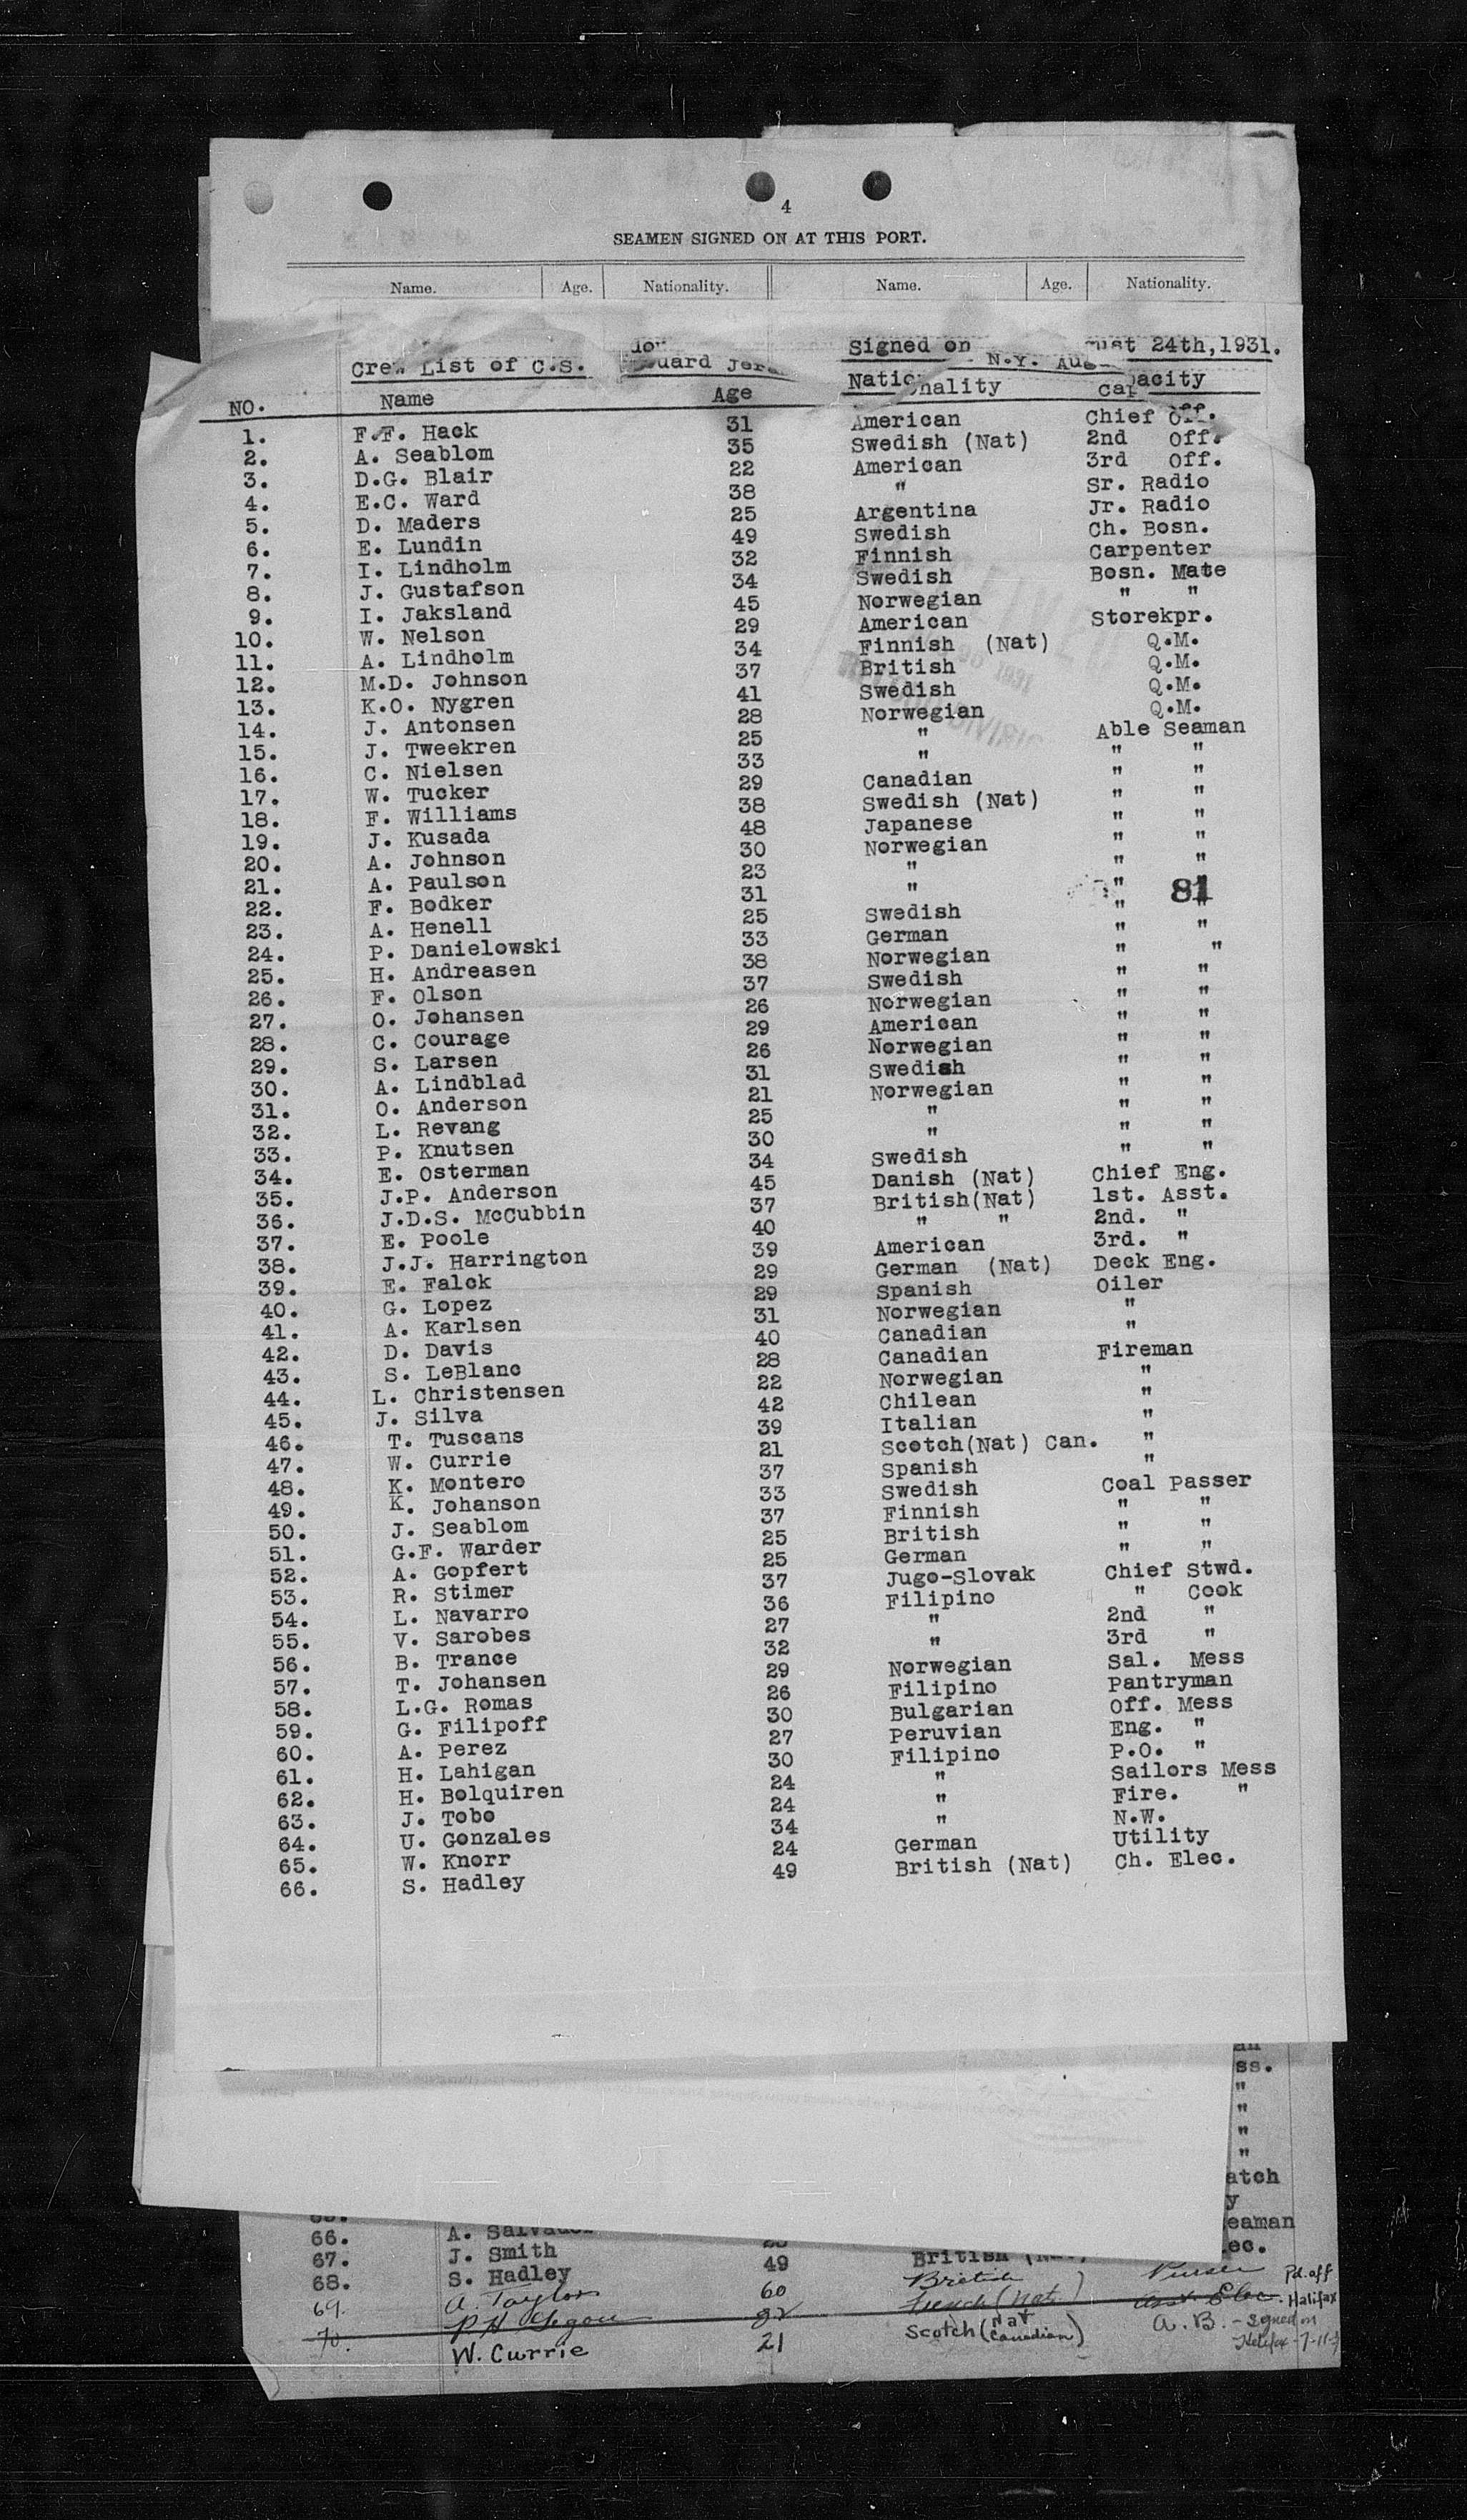 4
SEAMEN SIGNED ON AT THIS PORT.
Name. Age. Nationality. Name. Age. Nationality.
Crew List of C.S. Signed on N.Y. August 24th, 1931.
NO. Name Age Nationality Capacity
1. F.F. Hack 31 American Chief Off.
2. A. Seablom 35 Swedish (Nat) 2nd Off.
3. D.G. Blair 22 American 3rd Off.
4. E.C. Ward 38 " Sr. Radio
5. D. Maders 25 Argentina Jr. Radio
6. E. Lundin 49 Swedish Ch. Bosn.
7. I. Lindholm 32 Finnish Carpenter
8. J. Gustafson 34 Swedish Bosn. Mate
9. I. Jaksland 45 Norwegian " "
10. W. Nelson 29 American Storekpr.
11. A. Lindholm 34 Finnish (Nat) Q.M.
12. M.D. Johnson 37 British Q.M.
13. K.O. Nygren 41 Swedish Q.M.
14. J. Antonsen 28 Norwegian Q.M.
15. J. Tweekren 25 " Able Seaman
16. C. Nielsen 33 " " "
17. W. Tucker 29 Canadian " "
18. F. Williams 38 Swedish (Nat) " "
19. J. Kusada 48 Japanese " "
20. A. Johnson 30 Norwegian " "
21. A. Paulson 23 " " "
22. F. Bodker 31 " " 81
23. A. Henell 25 Swedish " "
24. P. Danielowski 33 German " "
25. H. Andreasen 38 Norwegian " "
26. F. Olson 37 Swedish " "
27. O. Johansen 26 Norwegian " "
28. C. Courage 29 American " "
29. S. Larsen 26 Norwegian " "
30. A. Lindblad 31 Swedish " "
31. O. Anderson 21 Norwegian " "
32. L. Revang 25 " " "
33. P. Knutsen 30 " " "
34. E. Osterman 34 Swedish " "
35. J.P. Anderson 45 Danish (Nat) Chief Eng.
36. J.D.S. McCubbin 37 British(Nat) 1st. Asst.
37. E. Poole 40 " " 2nd. "
38. J.J. Harrington 39 American 3rd. "
39. E. Falck 29 German (Nat) Deck Eng.
40. G. Lopez 29 Spanish Oiler
41. A. Karlsen 31 Norwegian "
42. D. Davis 40 Canadian "
43. S. LeBlanc 28 Canadian Fireman
44. L. Christensen 22 Norwegian "
45. J. Silva 42 Chilean "
46. T. Tuscans 39 Italian "
47. W. Currie 21 Scotch(Nat) Can. "
48. K. Montero 37 Spanish "
49. K. Johanson 33 Swedish Coal Passer
50. J. Seablom 37 Finnish " "
51. G.F. Warder 25 British " "
52. A. Gopfert 25 German " "
53. R. Stimer 37 Jugo-Slovak Chief Stwd.
54. L. Navarro 36 Filipino " Cook
55. V. Sarobes 27 " 2nd "
56. B. Trance 32 " 3rd "
57. T. Johansen 29 Norwegian Sal. Mess
58. L.G. Romas 26 Filipino Pantryman
59. G. Filipoff 30 Bulgarian Off. Mess
60. A. Perez 27 Peruvian Eng. "
61. H. Lahigan 30 Filipino P.O. "
62. H. Bolquiren 24 " Sailors Mess
63. J. Tobo 24 " Fire. "
64. U. Gonzales 34 " N.W.
65. W. Knorr 24 German Utility
66. S. Hadley 49 British (Nat) Ch. Elec.
ss.
"
"
"
"
atch
y
66. A. eaman
67. J. Smith ec.
68. S. Hadley 49 British
69. A. Taylor 60 British Purser Pd. off
70. P.H. French (Nat) Asst. Elec. Halifax
W. Currie 21 Scotch (Nat Canadian) A.B. - Signed on
Halifax